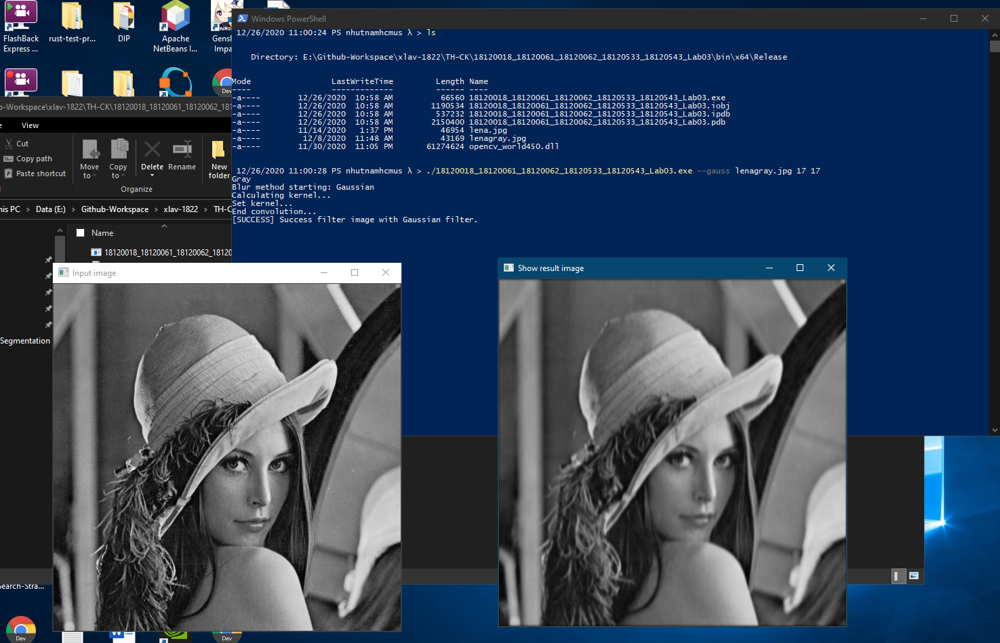 FlashBack
Express ...
rust-test-pr...
DIP
Apache
NetBeans I...
Gensh
Impa
Dev
Windows PowerShell
12/26/2020 11:00:24 PS nhutnamhcmus λ > ls
Directory: E:\Github-Workspace\xlav-1822\TH-CK\18120018_18120061_18120062_18120533_18120543_Lab03\bin\x64\Release
Mode LastWriteTime Length Name
---- ------------- ------ ----
-a---- 12/26/2020 10:58 AM 66560 18120018_18120061_18120062_18120533_18120543_Lab03.exe
-a---- 12/26/2020 10:58 AM 1190534 18120018_18120061_18120062_18120533_18120543_Lab03.iobj
-a---- 12/26/2020 10:58 AM 537232 18120018_18120061_18120062_18120533_18120543_Lab03.ipdb
-a---- 12/26/2020 10:58 AM 2150400 18120018_18120061_18120062_18120533_18120543_Lab03.pdb
-a---- 11/14/2020 1:37 PM 46954 lena.jpg
-a---- 12/8/2020 11:48 AM 43169 lenagray.jpg
-a---- 11/30/2020 11:05 PM 61274624 opencv_world450.dll
12/26/2020 11:00:28 PS nhutnamhcmus λ > ./18120018_18120061_18120062_18120533_18120543_Lab03.exe --gauss lenagray.jpg 17 17
Gray
Blur method starting: Gaussian
Calculating kernel...
Set kernel...
End convolution...
[SUCCESS] Success filter image with Gaussian filter.
b-Workspace\xlav-1822\TH-CK\18120018_18120061_18120062_181
e View
Cut
Copy path
Paste shortcut
Move
to
Copy
to
Delete
Rename
New
folder
Organize
his PC > Data (E:) > Github-Workspace > xlav-1822 > TH-C
Name
18120018_18120061_18120062_18120
Segmentation
Input image
Show result image
earch-Stra...
Dev
Dev